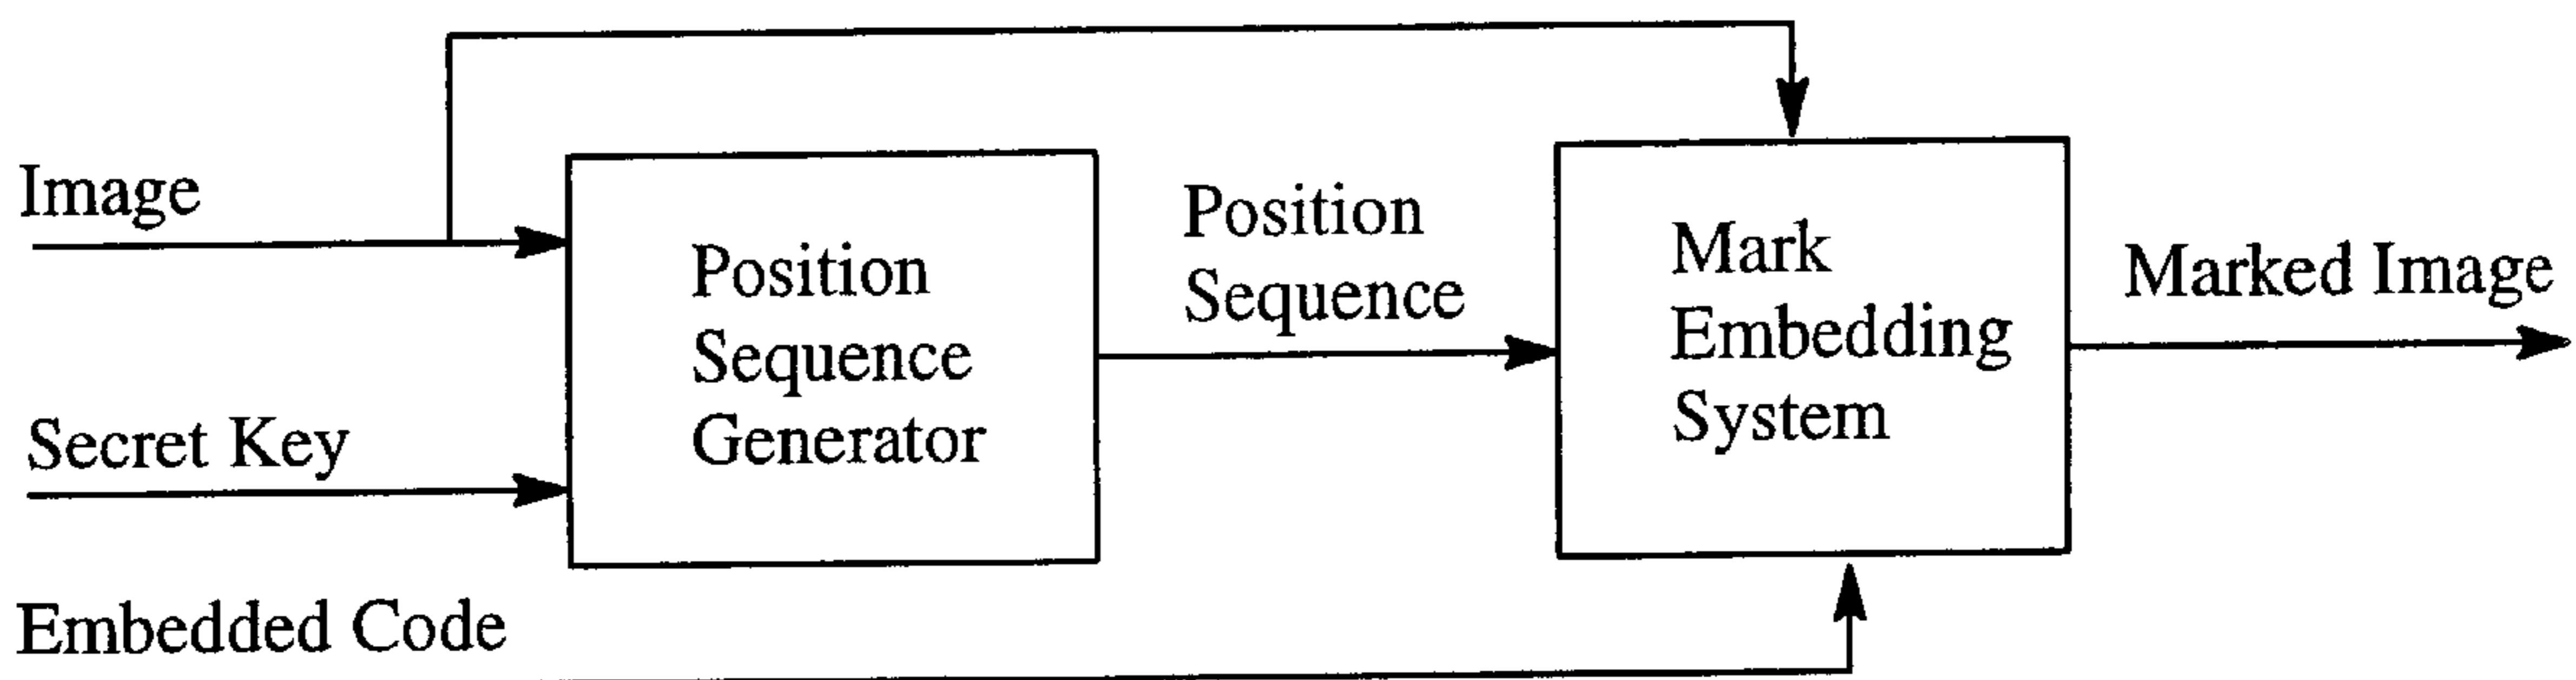 Image
Secret Key
Embedded Code
Position
Sequence
Generator
Position
Sequence
Mark
Embedding
System
Marked Image